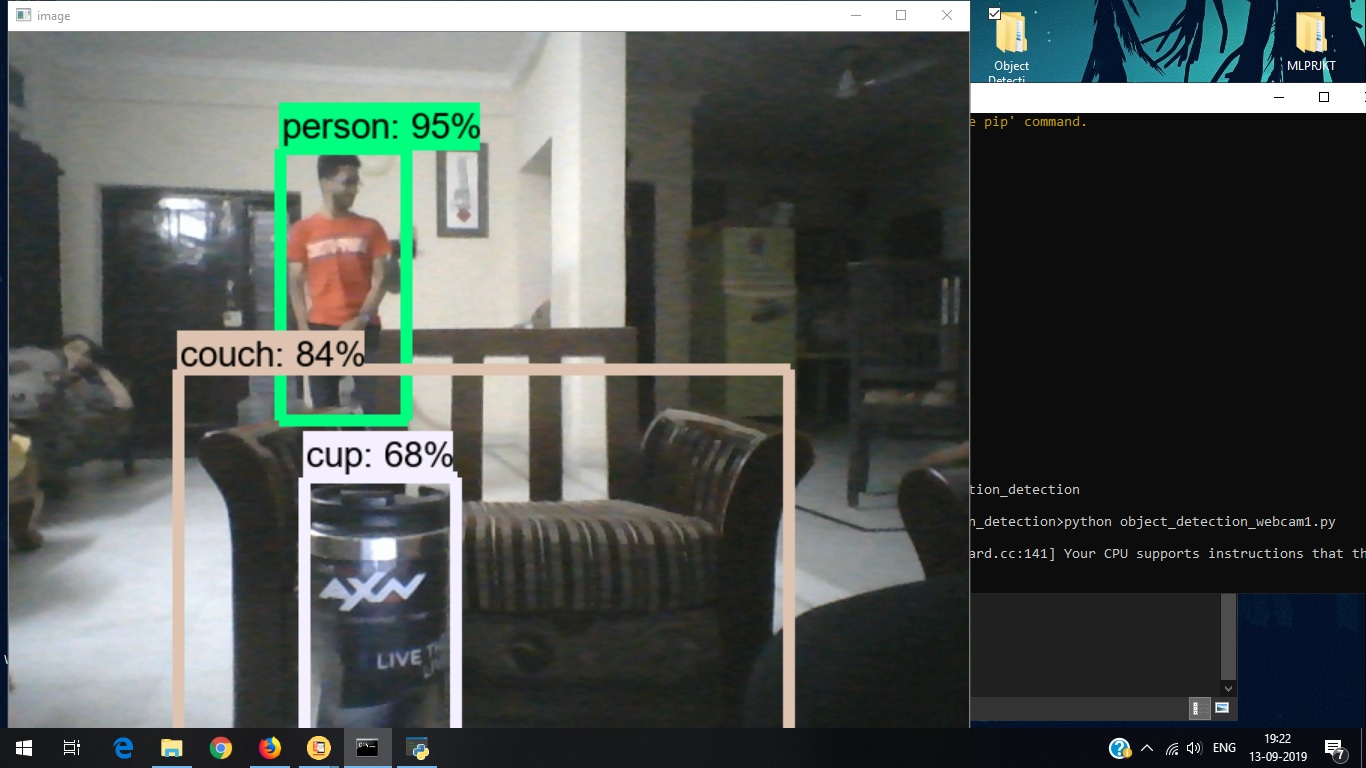 image
person: 95%
couch: 84%
cup: 68%
AXN
LIVE
Object
Detecti...
MLPRJKT
pip' command.
tion_detection
n_detection>python object_detection_webcam1.py
ard.cc:141] Your CPU supports instructions that th
ENG
19:22
13-09-2019
7